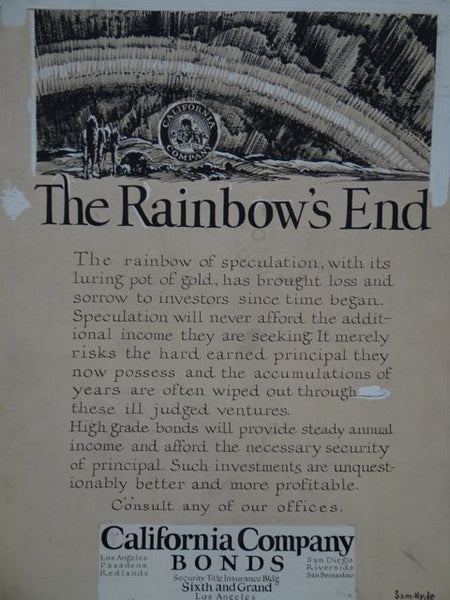 CALIFORNIA
COMPANY
The Rainbow's End
The rainbow of speculation, with its
luring pot of gold, has brought loss and
sorrow to investors since time began.
Speculation will never afford the addit-
ional income they are seeking. It merely
risks the hard earned principal they
now possess and the accumulations of
years are often wiped out through
these ill judged ventures.
High grade bonds will provide steady annual
income and afford the necessary security
of principal. Such investments are unquest-
ionably better and more profitable.
Consult any of our offices.
California Company
BONDS
Los Angeles
Pasadena
Redlands
Security Title Insurance Bldg
Sixth and Grand
Los Angeles
San Diego
Riverside
San Bernardino
Sam-Hyde